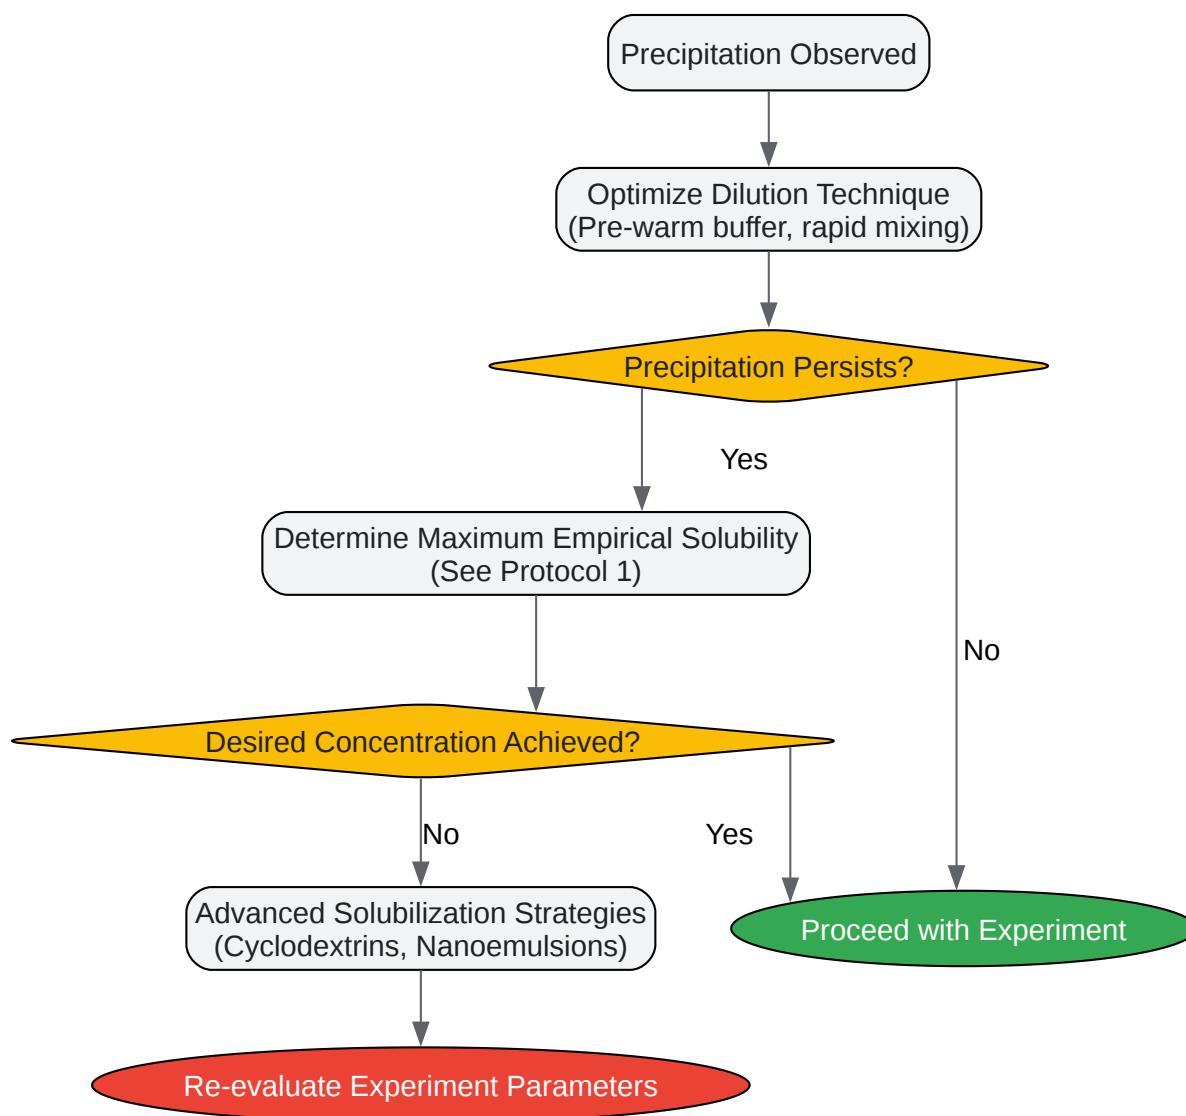 Precipitation Observed
Optimize Dilution Technique
(Pre-warm buffer, rapid mixing)
Precipitation Persists?
Yes
Determine Maximum Empirical Solubility
(See Protocol 1)
No
Desired Concentration Achieved?
No
Yes
Advanced Solubilization Strategies
(Cyclodextrins, Nanoemulsions)
Proceed with Experiment
Re-evaluate Experiment Parameters